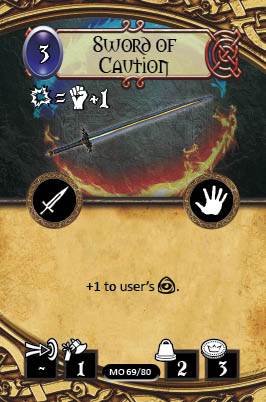 3
Sword of
Caution
= +1
+1 to user's .
~ 1 MO 69/80 2 3